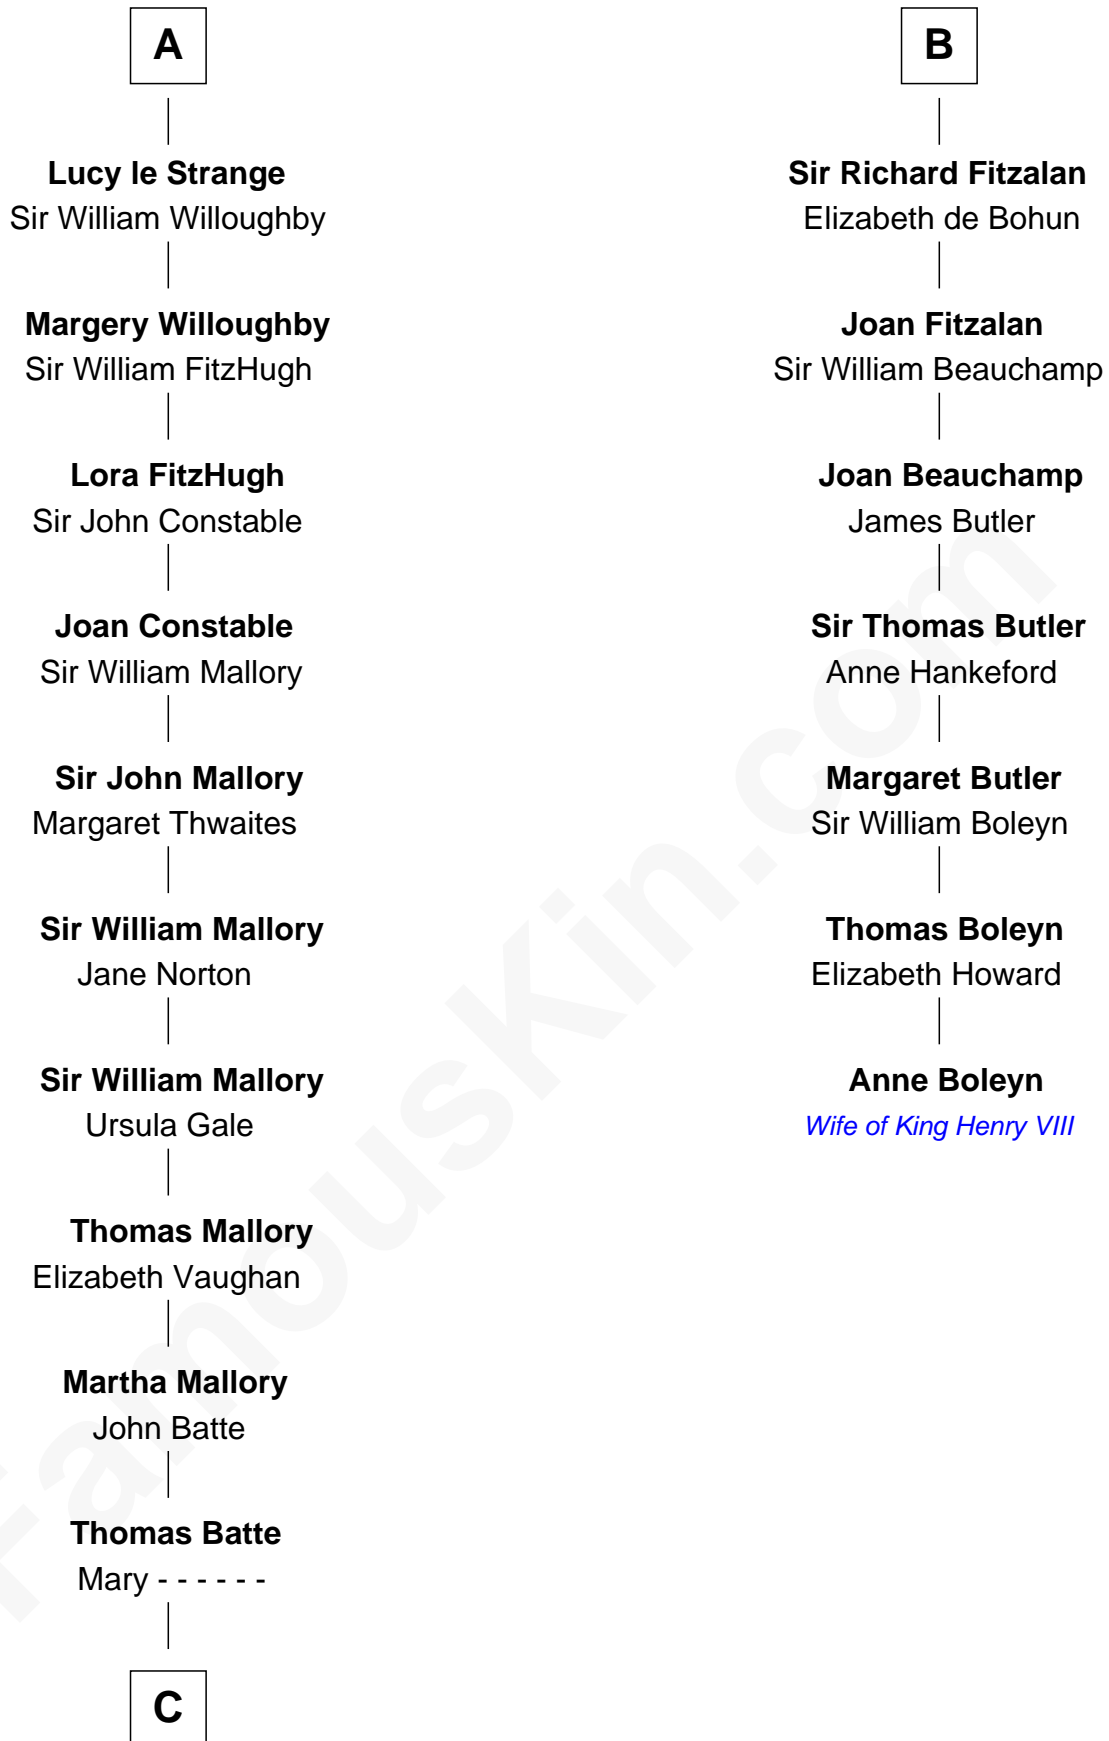 A
Lucy le Strange
Sir William Willoughby
Margery Willoughby
Sir William FitzHugh
Lora FitzHugh
Sir John Constable
Joan Constable
Sir William Mallory
Sir John Mallory
Margaret Thwaites
Sir William Mallory
Jane Norton
Sir William Mallory
Ursula Gale
Thomas Mallory
Elizabeth Vaughan
Martha Mallory
John Batte
Thomas Batte
Mary - - - - - -
C
B
Sir Richard Fitzalan
Elizabeth de Bohun
Joan Fitzalan
Sir William Beauchamp
Joan Beauchamp
James Butler
Sir Thomas Butler
Anne Hankeford
Margaret Butler
Sir William Boleyn
Thomas Boleyn
Elizabeth Howard
Anne Boleyn
Wife of King Henry VIII
FamousKin.com